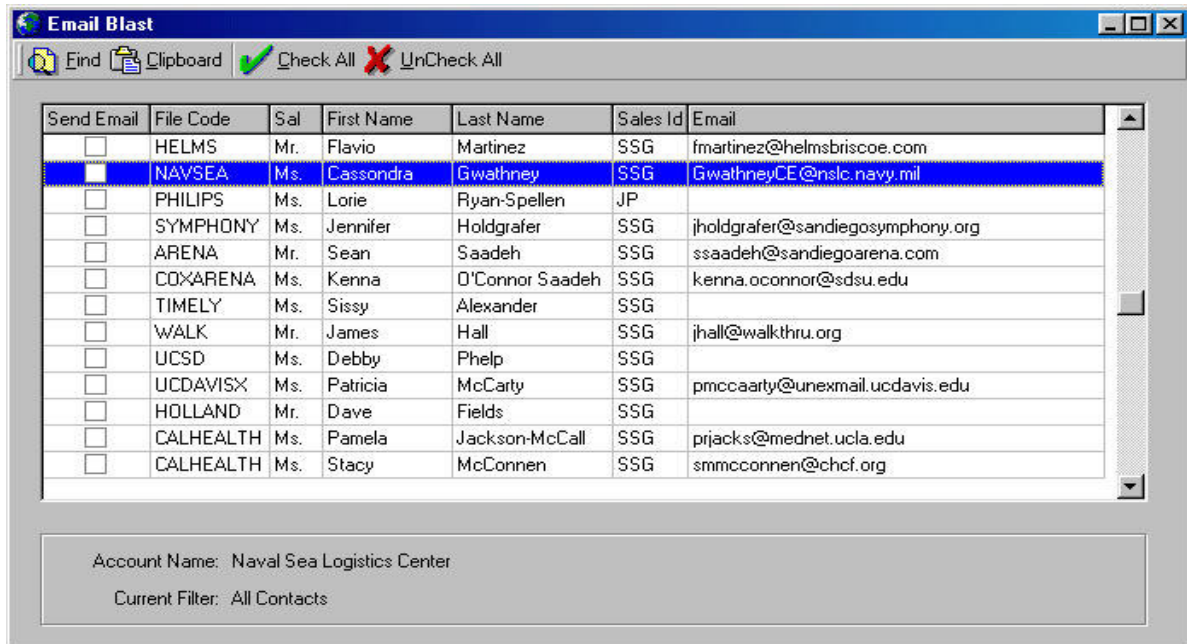 Email Blast
Find Clipboard Check All UnCheck All
Send Email File Code Sal First Name Last Name Sales Id Email
HELMS Mr. Flavio Martinez SSG fmartinez@helmsbriscoe.com
NAVSEA Ms. Cassondra Gwathney SSG GwathneyCE@nslc.navy.mil
PHILIPS Ms. Lorie Ryan-Spellen JP
SYMPHONY Ms. Jennifer Holdgrafer SSG jholdgrafer@sandiegosymphony.org
ARENA Mr. Sean Saadeh SSG ssaadeh@sandiegoarena.com
COXARENA Ms. Kenna O'Connor Saadeh SSG kenna.oconnor@sdsu.edu
TIMELY Ms. Sissy Alexander SSG
WALK Mr. James Hall SSG jhall@walkthru.org
UCSD Ms. Debby Phelp SSG
UCDAVISX Ms. Patricia McCarty SSG pmccaarty@unexmail.ucdavis.edu
HOLLAND Mr. Dave Fields SSG
CALHEALTH Ms. Pamela Jackson-McCall SSG prjacks@mednet.ucla.edu
CALHEALTH Ms. Stacy McConnen SSG smmcconnen@chcf.org
Account Name: Naval Sea Logistics Center
Current Filter: All Contacts